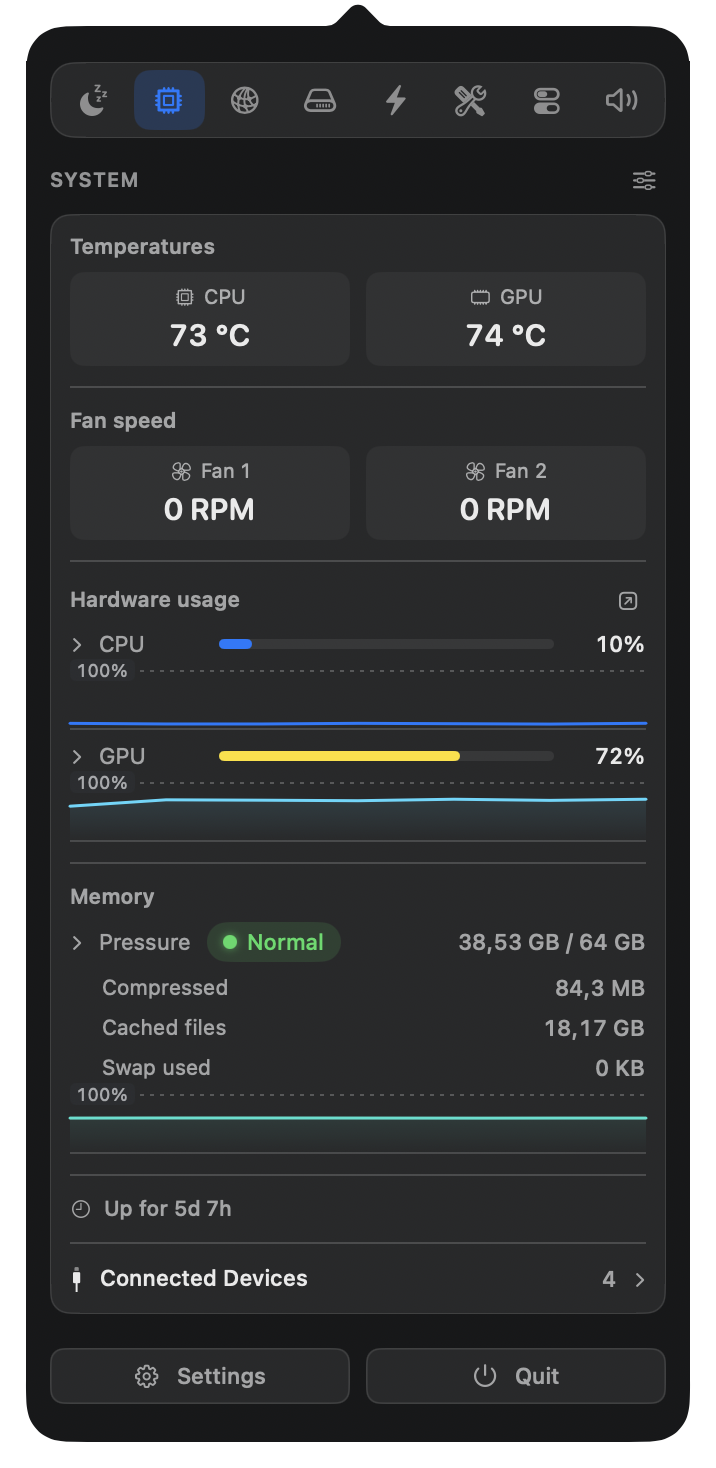 SYSTEM
Temperatures
CPU
GPU
73 °C
74 °C
Fan speed
Fan 1
Fan 2
0 RPM
0 RPM
Hardware usage
CPU
10%
100%
GPU
72%
100%
Memory
Pressure
Normal
38,53 GB / 64 GB
Compressed
84,3 MB
Cached files
18,17 GB
Swap used
0 KB
100%
Up for 5d 7h
Connected Devices
4
Settings
Quit